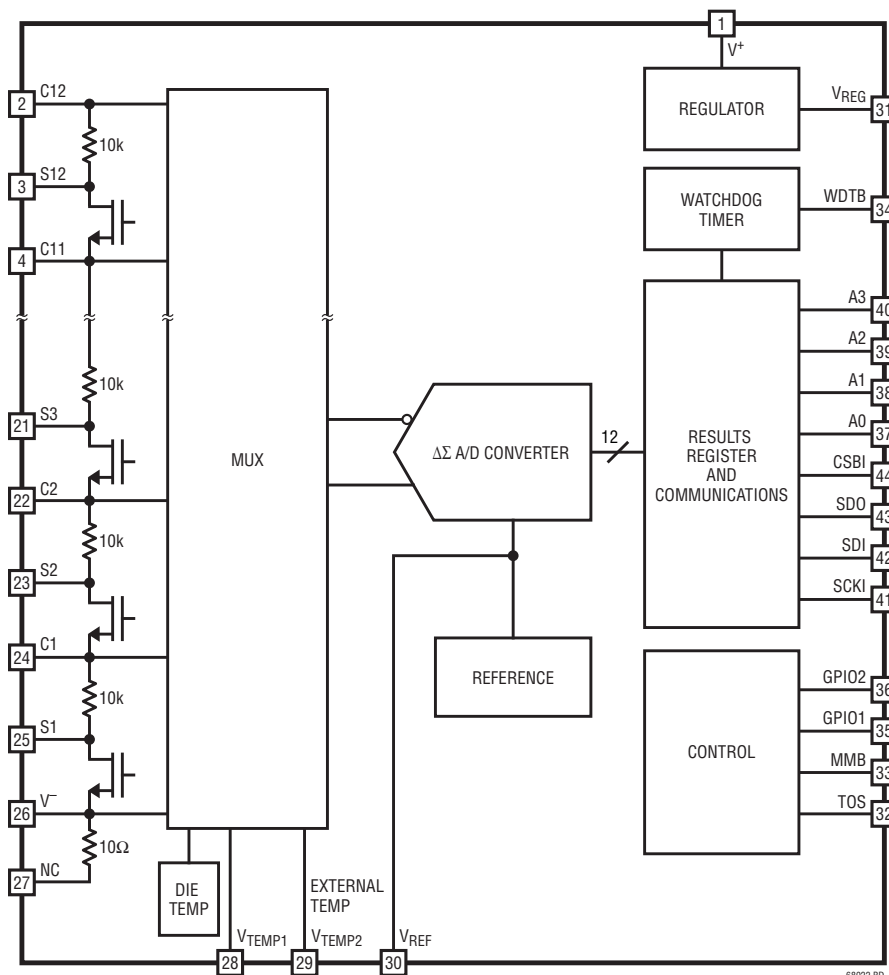 1
V+
2 C12
10k
3 S12
4 C11
10k
21 S3
22 C2
10k
23 S2
24 C1
10k
25 S1
26 V−
10Ω
27 NC
MUX
DIE
TEMP
VTEMP1
28
EXTERNAL
TEMP
VTEMP2
29
VREF
30
ΔΣ A/D CONVERTER
12
REFERENCE
REGULATOR
VREG 31
WATCHDOG
TIMER
WDTB 34
RESULTS
REGISTER
AND
COMMUNICATIONS
A3 40
A2 39
A1 38
A0 37
CSBI 44
SDO 43
SDI 42
SCKI 41
CONTROL
GPIO2 36
GPIO1 35
MMB 33
TOS 32